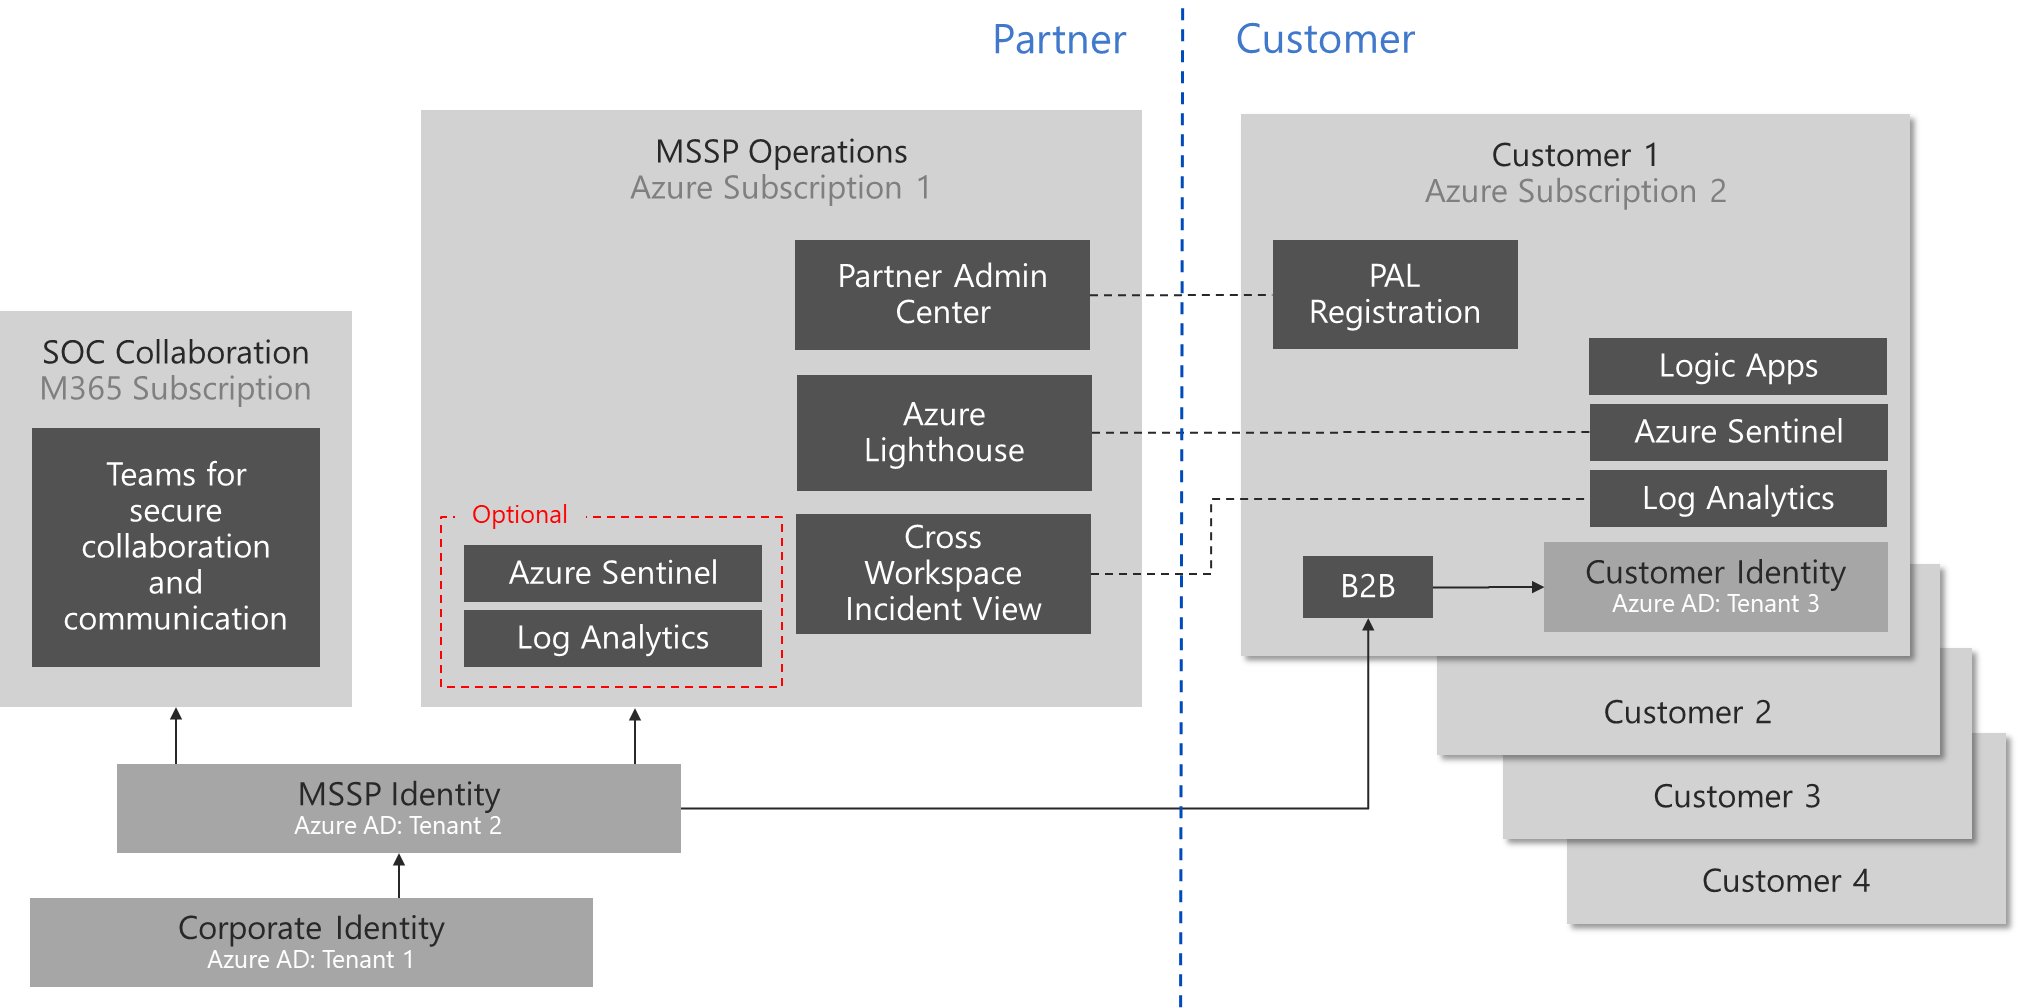 Partner
Customer
MSSP Operations
Azure Subscription 1
Partner Admin
Center
Azure
Lighthouse
Cross
Workspace
Incident View
Optional
Azure Sentinel
Log Analytics
SOC Collaboration
M365 Subscription
Teams for
secure
collaboration
and
communication
MSSP Identity
Azure AD: Tenant 2
Corporate Identity
Azure AD: Tenant 1
Customer 1
Azure Subscription 2
PAL
Registration
Logic Apps
Azure Sentinel
Log Analytics
B2B
Customer Identity
Azure AD: Tenant 3
Customer 2
Customer 3
Customer 4